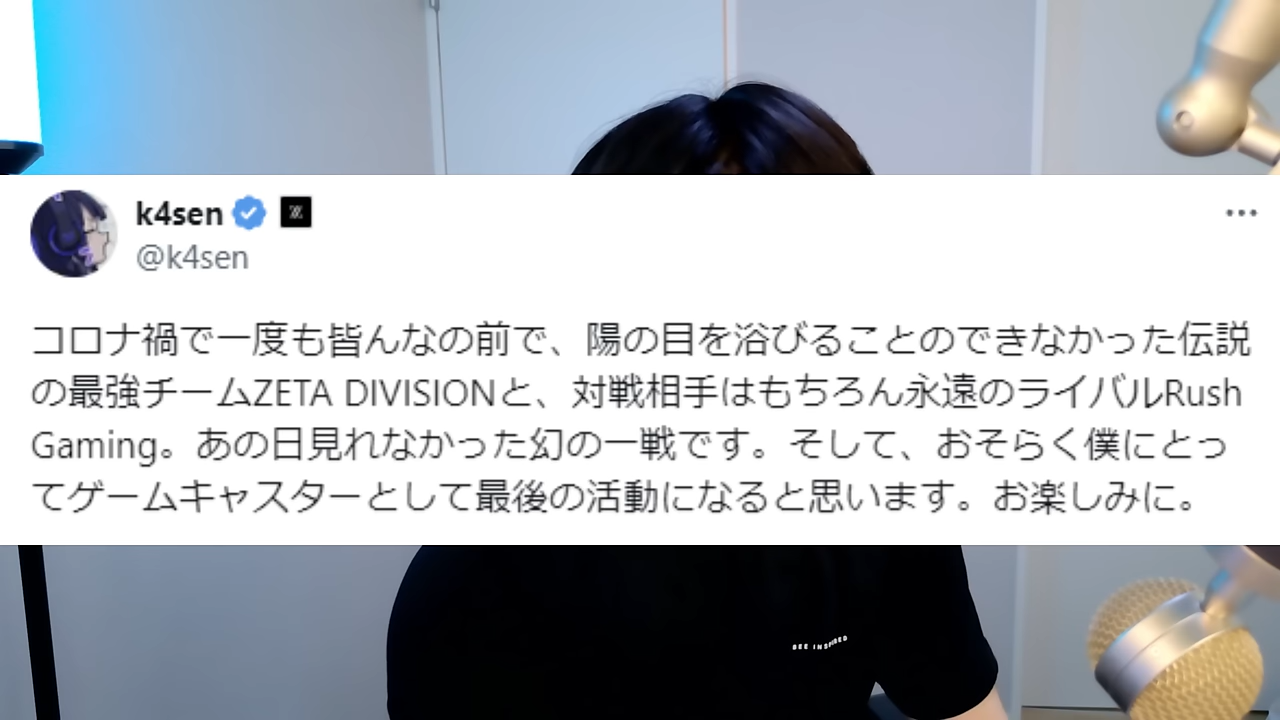 k4sen
@k4sen
コロナ禍で一度も皆んなの前で、陽の目を浴びることのできなかった伝説
の最強チームZETA DIVISIONと、対戦相手はもちろん永遠のライバルRush
Gaming。あの日見れなかった幻の一戦です。そして、おそらく僕にとっ
てゲームキャスターとして最後の活動になると思います。お楽しみに。
BEE INSPIRED